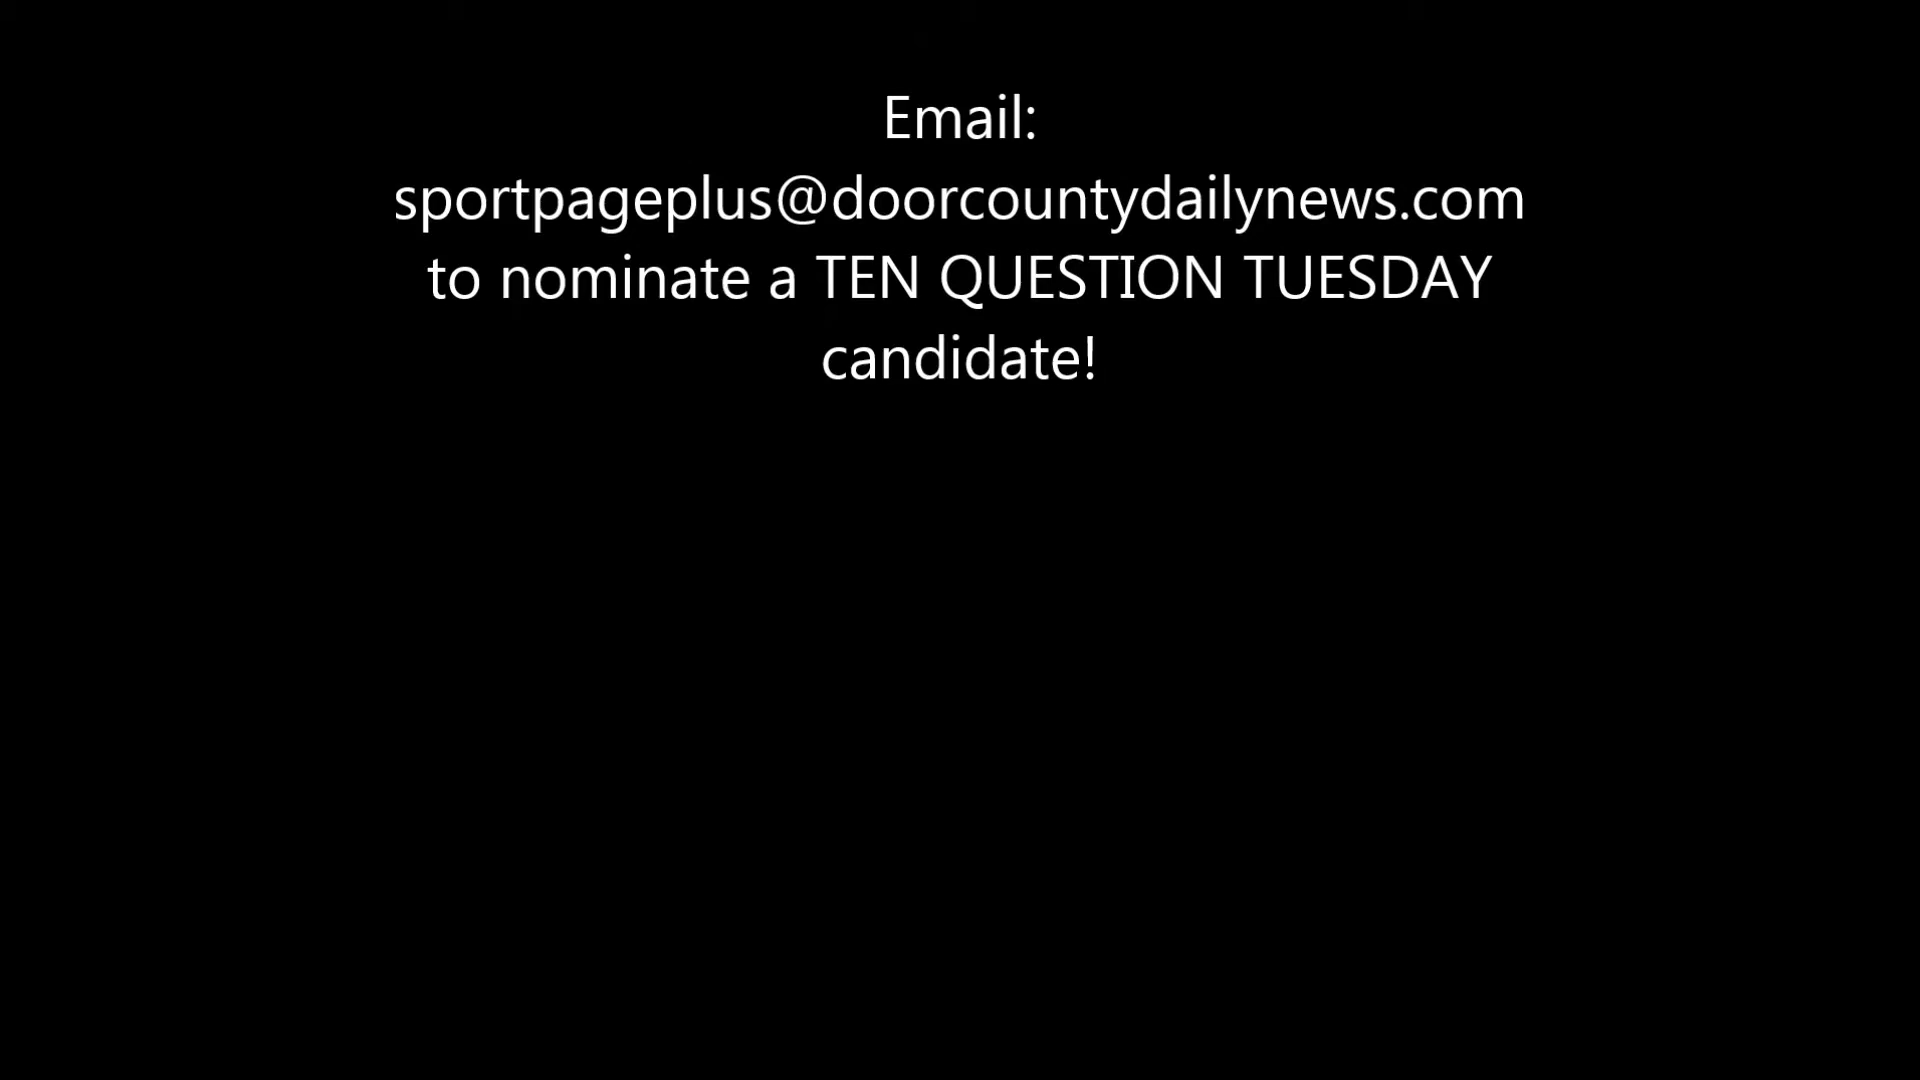 Email:
sportpageplus@doorcountydailynews.com
to nominate a TEN QUESTION TUESDAY
candidate!